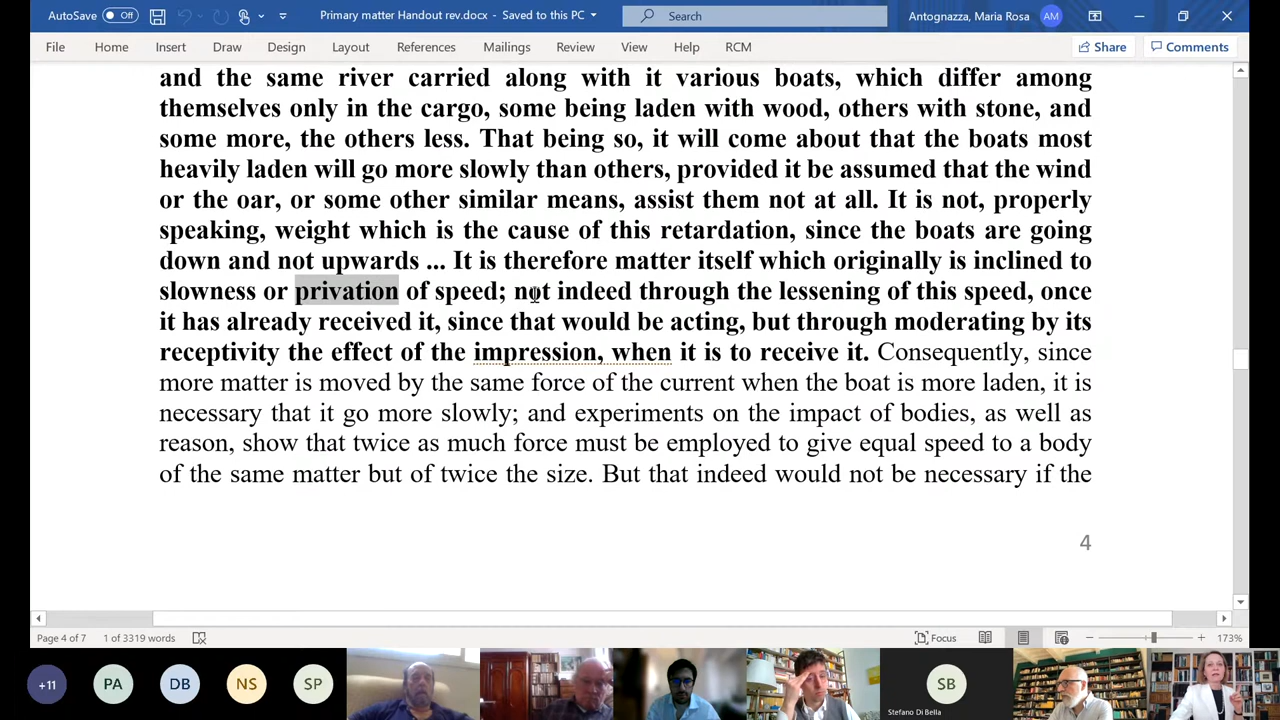 AutoSave Off Primary matter Handout rev.docx - Saved to this PC Search Antognazza, Maria Rosa AM
File Home Insert Draw Design Layout References Mailings Review View Help RCM Share Comments
and the same river carried along with it various boats, which differ among
themselves only in the cargo, some being laden with wood, others with stone, and
some more, the others less. That being so, it will come about that the boats most
heavily laden will go more slowly than others, provided it be assumed that the wind
or the oar, or some other similar means, assist them not at all. It is not, properly
speaking, weight which is the cause of this retardation, since the boats are going
down and not upwards ... It is therefore matter itself which originally is inclined to
slowness or privation of speed; not indeed through the lessening of this speed, once
it has already received it, since that would be acting, but through moderating by its
receptivity the effect of the impression, when it is to receive it. Consequently, since
more matter is moved by the same force of the current when the boat is more laden, it is
necessary that it go more slowly; and experiments on the impact of bodies, as well as
reason, show that twice as much force must be employed to give equal speed to a body
of the same matter but of twice the size. But that indeed would not be necessary if the
4
Page 4 of 7 1 of 3319 words Focus 173%
+11 PA DB NS SP SB
Stefano Di Bella